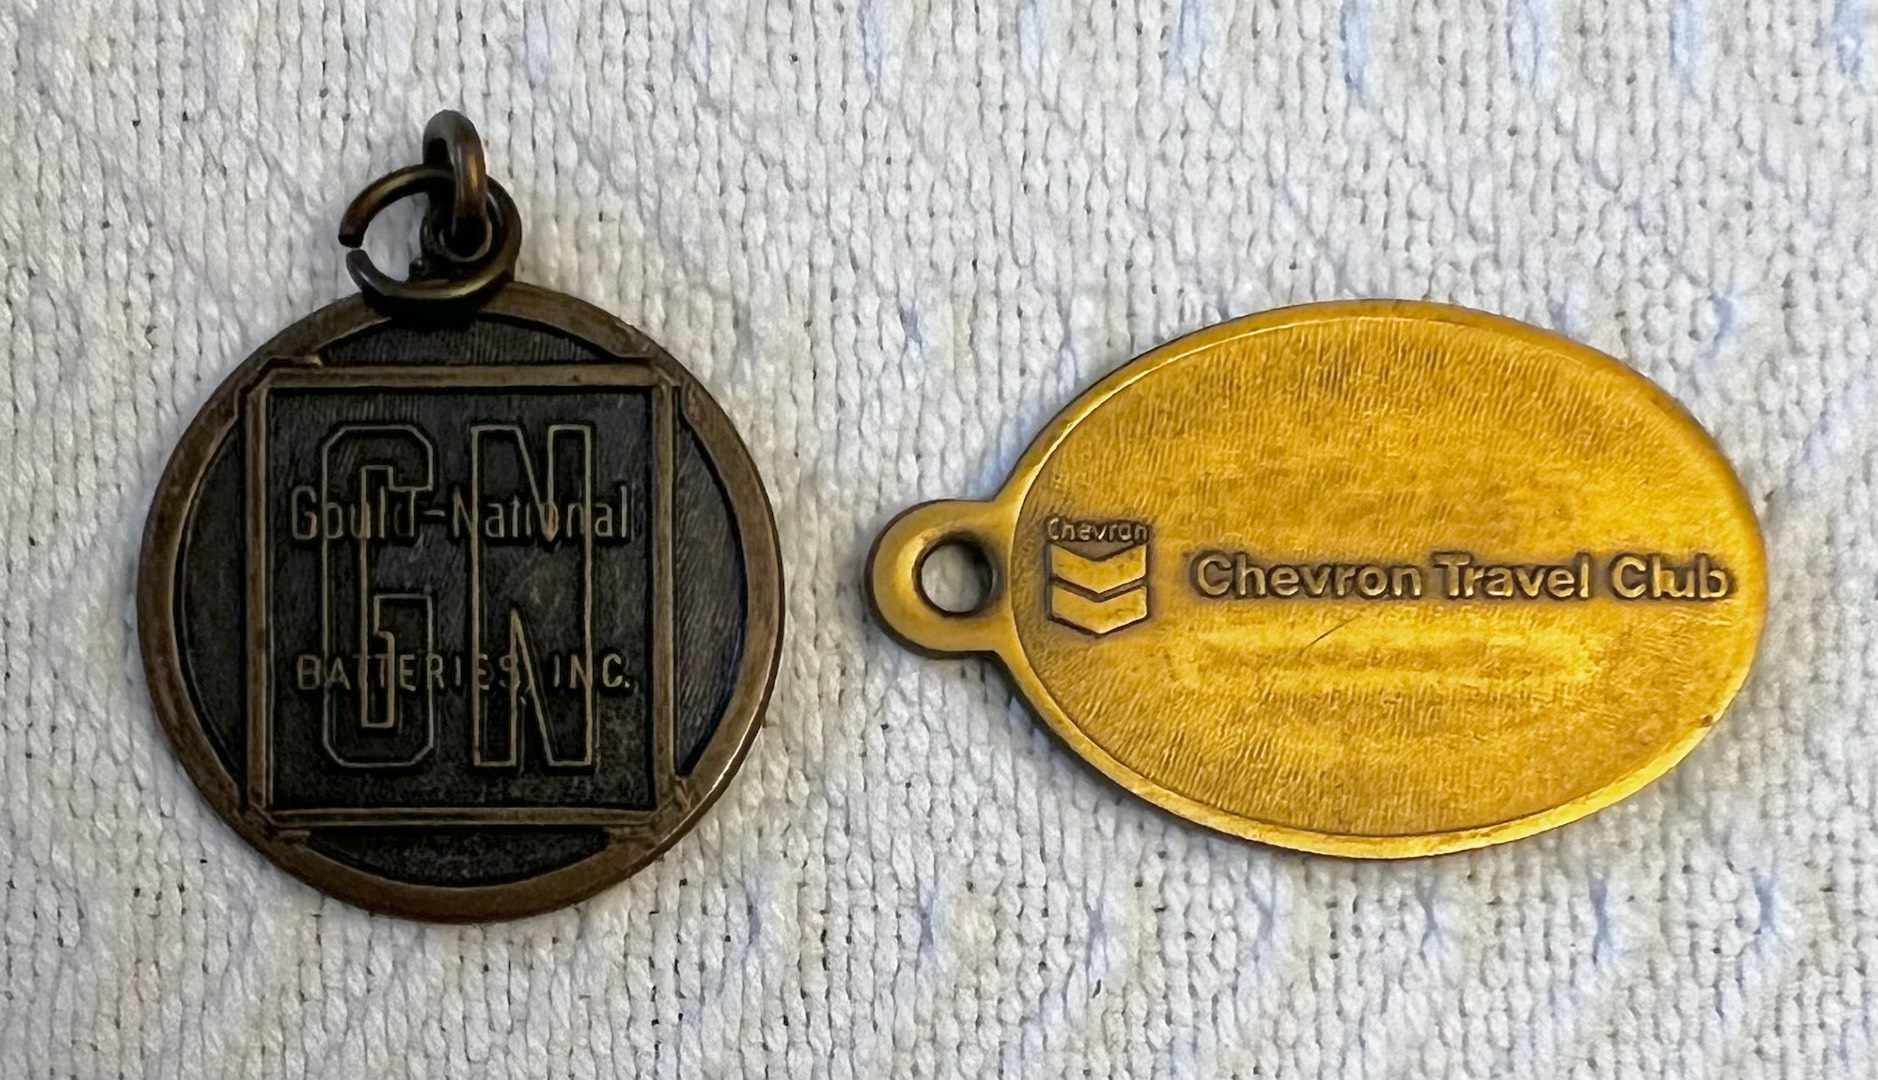 GN
Gould-National
BATTERIES, INC.
Chevron
Chevron Travel Club